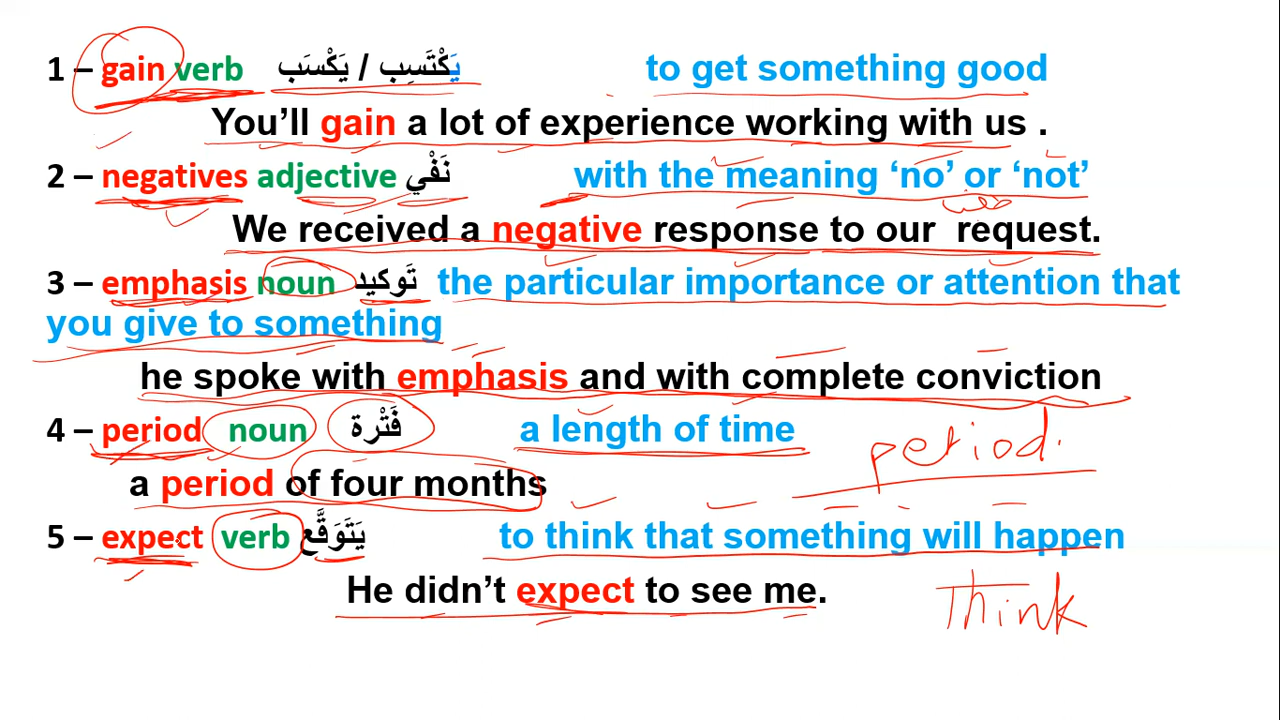 1 – gain verb يَكْتَسِب / يَكْسَب to get something good
You’ll gain a lot of experience working with us .
2 – negatives adjective نَفْي with the meaning ‘no’ or ‘not’
We received a negative response to our request.
3 – emphasis noun تَوكيد the particular importance or attention that
you give to something
he spoke with emphasis and with complete conviction
4 – period noun فَتْرة a length of time
period.
a period of four months
5 – expect verb يَتَوَقَّع to think that something will happen
He didn’t expect to see me.
think